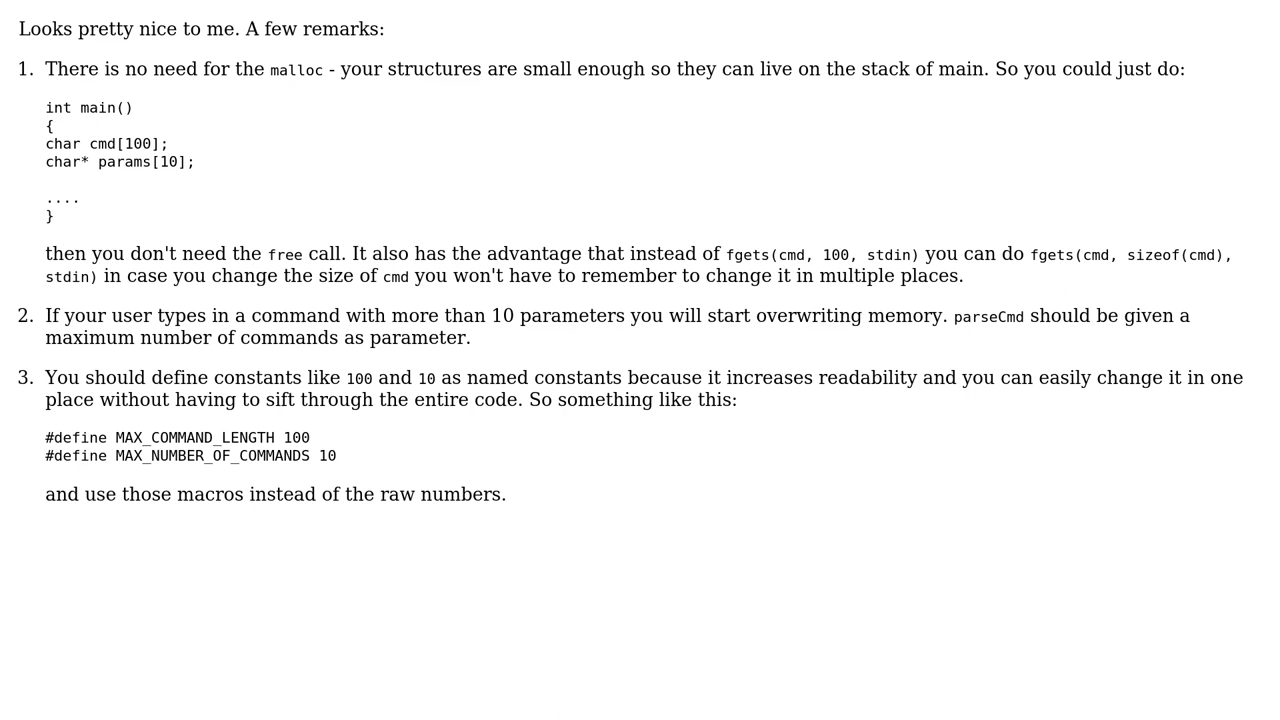 Looks pretty nice to me. A few remarks:
1. There is no need for the malloc - your structures are small enough so they can live on the stack of main. So you could just do:
int main()
{
char cmd[100];
char* params[10];
....
}
then you don't need the free call. It also has the advantage that instead of fgets(cmd, 100, stdin) you can do fgets(cmd, sizeof(cmd),
stdin) in case you change the size of cmd you won't have to remember to change it in multiple places.
2. If your user types in a command with more than 10 parameters you will start overwriting memory. parseCmd should be given a
maximum number of commands as parameter.
3. You should define constants like 100 and 10 as named constants because it increases readability and you can easily change it in one
place without having to sift through the entire code. So something like this:
#define MAX_COMMAND_LENGTH 100
#define MAX_NUMBER_OF_COMMANDS 10
and use those macros instead of the raw numbers.